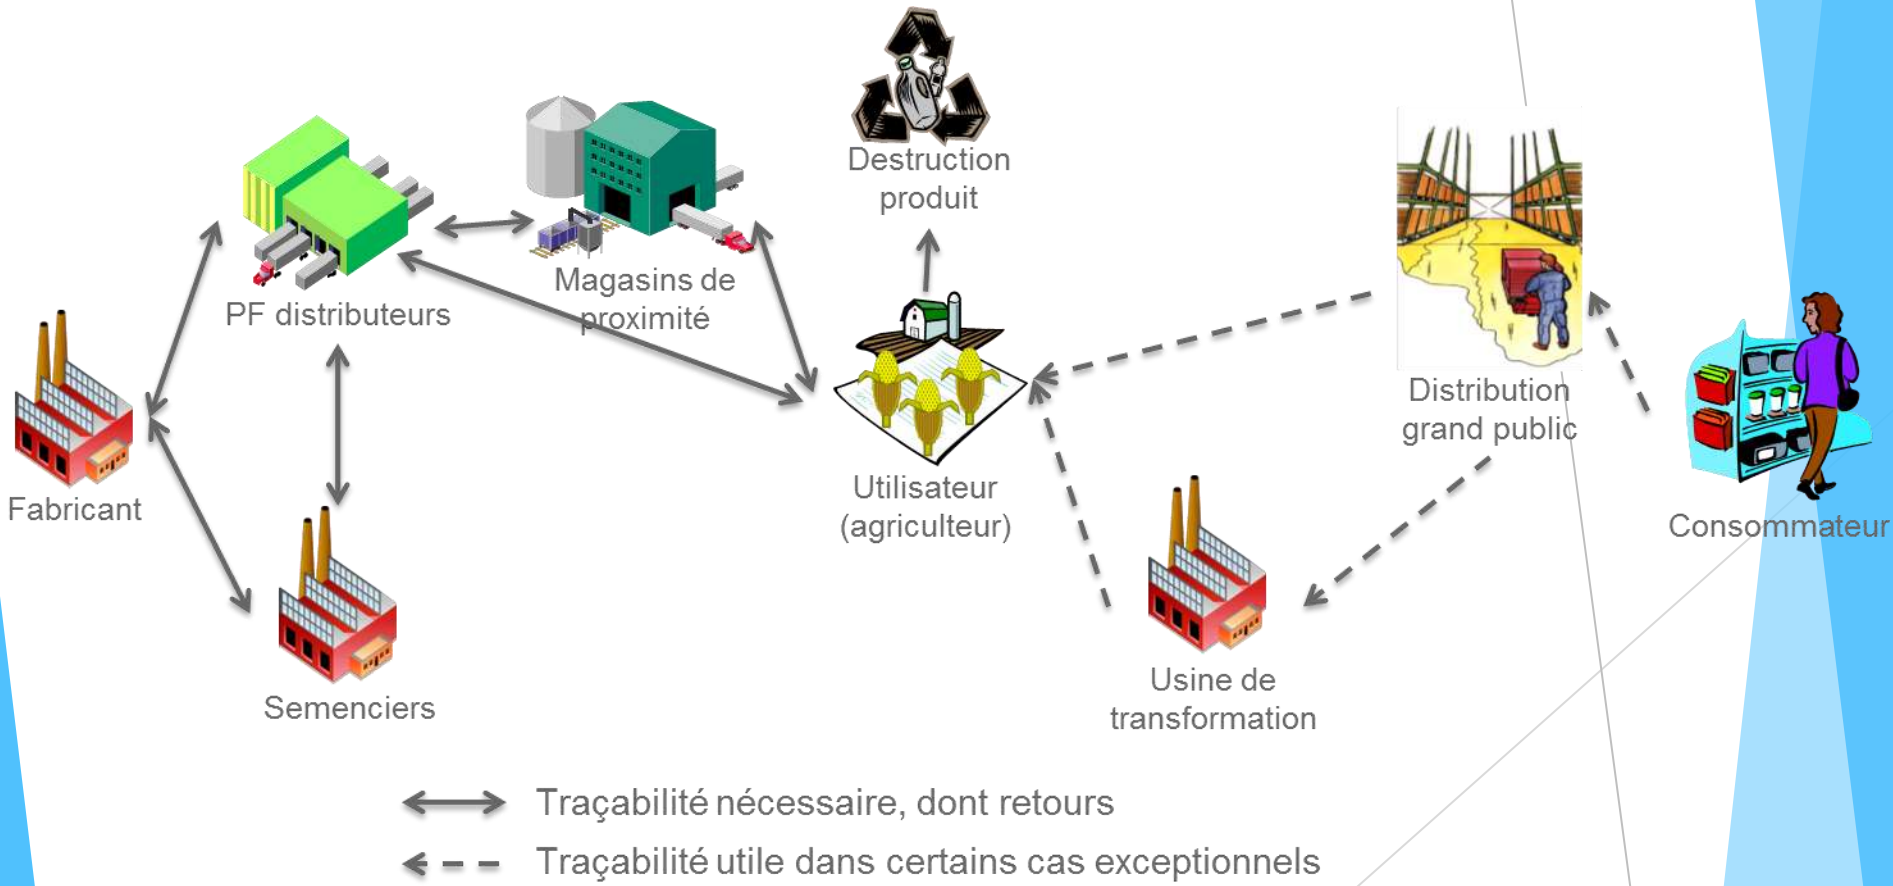 Destruction
produit
Magasins de
proximité
PF distributeurs
Distribution
grand public
Fabricant
Utilisateur
(agriculteur)
Consommateur
Semenciers
Usine de
transformation
Traçabilité nécessaire, dont retours
Traçabilité utile dans certains cas exceptionnels